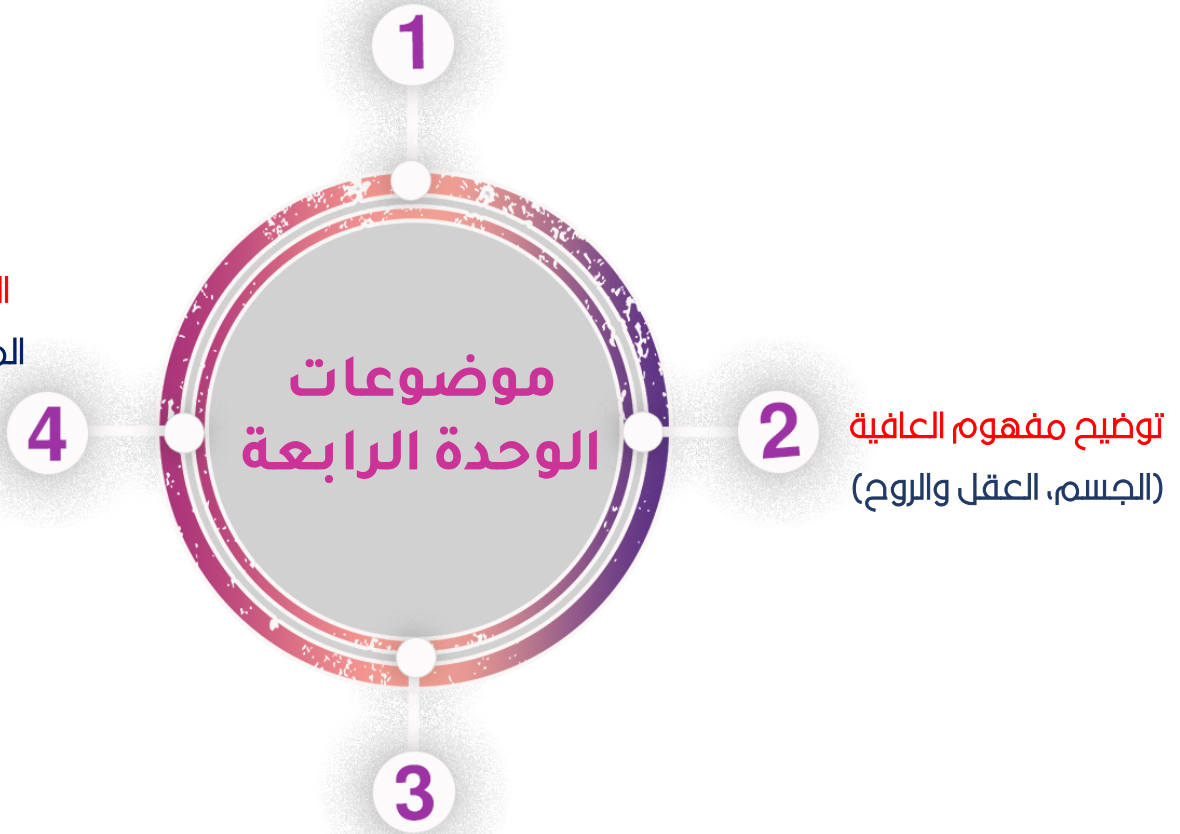 1
موضوعات
الوحدة الرابعة
2
توضيح مفهوم العافية
(الجسم، العقل والروح)
3
4